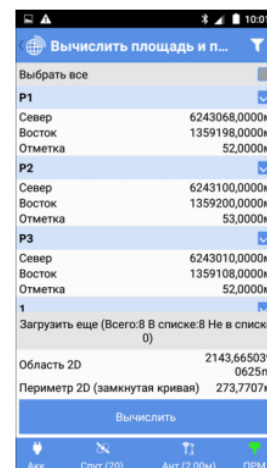 10:01
Вычислить площадь и п...
Выбрать все
P1
Север 6243068,0000м
Восток 1359198,0000м
Отметка 52,0000м
P2
Север 6243100,0000м
Восток 1359200,0000м
Отметка 53,0000м
P3
Север 6243010,0000м
Восток 1359108,0000м
Отметка 52,0000м
1
Загрузить еще (Всего:8 В списке:8 Не в списке
0)
Область 2D 2143,66503
0625m
Периметр 2D (замкнутая кривая) 273,7707м
Вычислить
Акк. Спут (20) Ант (2.00м) ПРМ